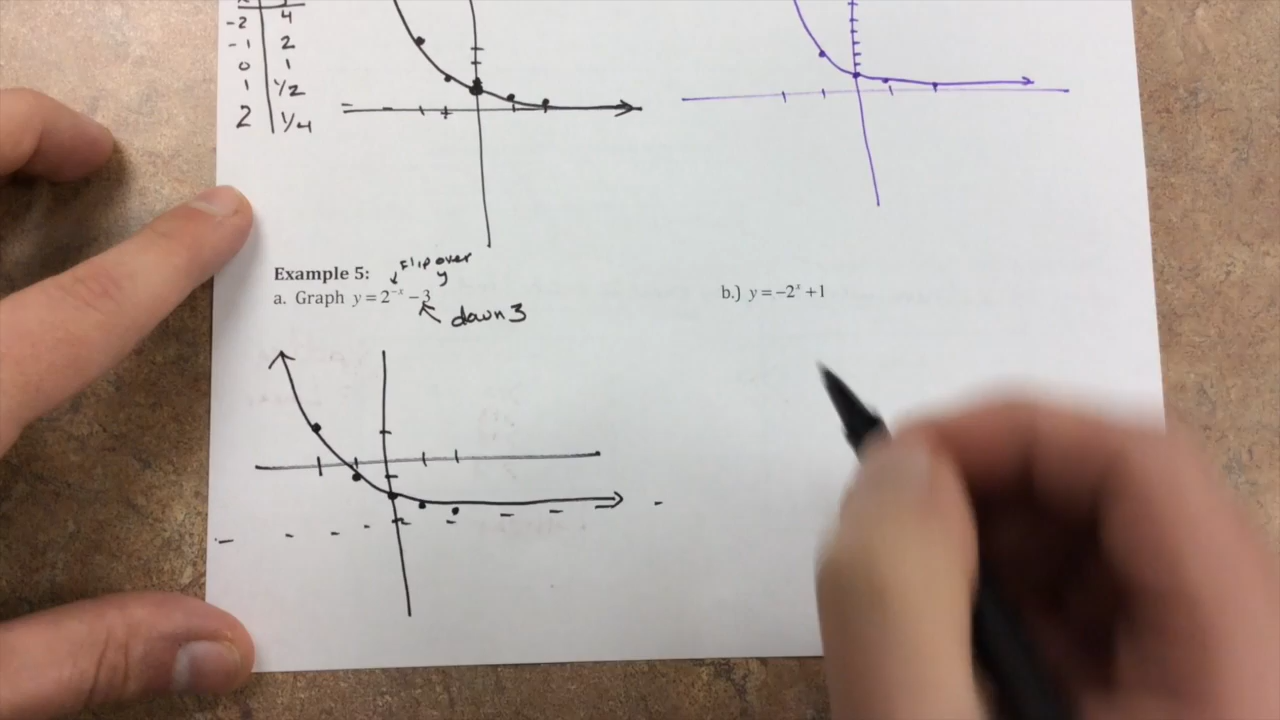 -2 4
-1 2
0 1
1 1/2
2 1/4
Example 5:
flip over
y
a. Graph y = 2⁻ˣ − 3
down 3
b.) y = −2ˣ + 1